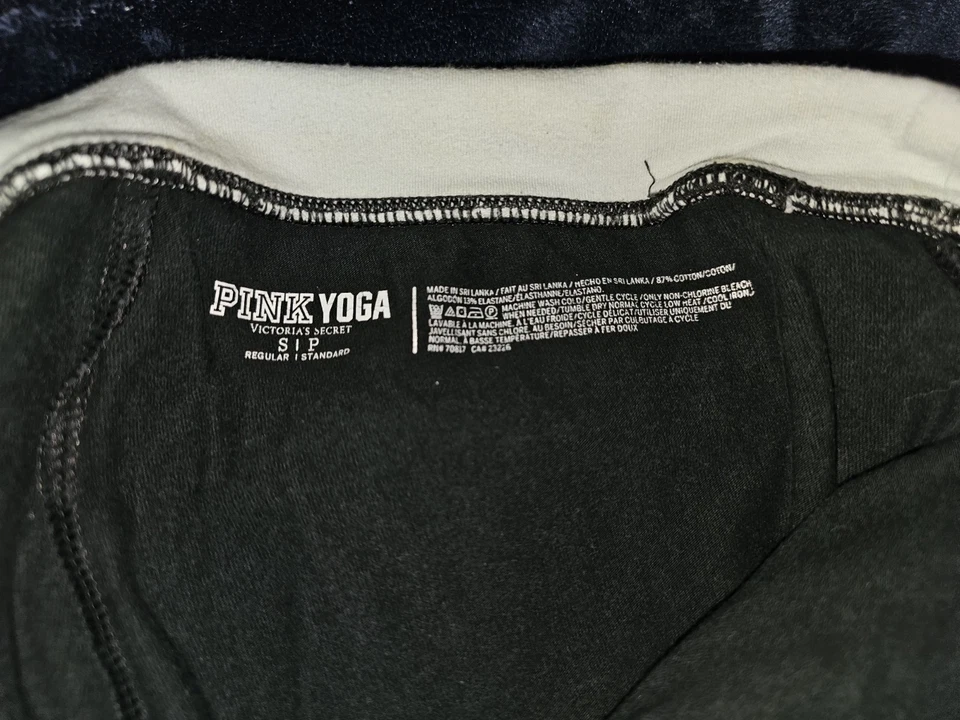 PINK YOGA
VICTORIA'S SECRET
S | P
REGULAR | STANDARD
MADE IN SRI LANKA / FAIT AU SRI LANKA / HECHO EN SRI LANKA / 87% COTTON/COTON/
ALGODÓN 13% ELASTANE/ÉLASTHANNE/ELASTANO.
MACHINE WASH COLD/GENTLE CYCLE/ONLY NON-CHLORINE BLEACH
WHEN NEEDED/TUMBLE DRY NORMAL CYCLE LOW HEAT/COOL IRON./
LAVABLE À LA MACHINE, À L'EAU FROIDE/CYCLE DÉLICAT/UTILISER UNIQUEMENT DU
JAVELLISANT SANS CHLORE, AU BESOIN/SÉCHER PAR CULBUTAGE À CYCLE
NORMAL, À BASSE TEMPÉRATURE/REPASSER À FER DOUX
RN# 70817 CA# 23226